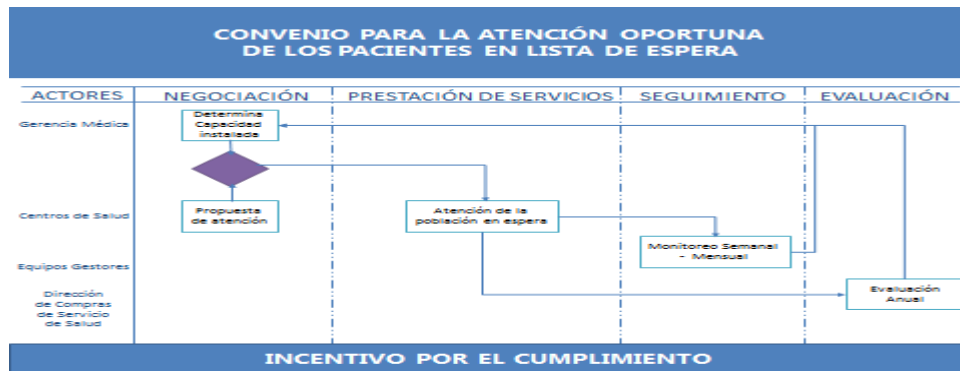 CONVENIO PARA LA ATENCIÓN OPORTUNA
DE LOS PACIENTES EN LISTA DE ESPERA
ACTORES
NEGOCIACIÓN
PRESTACIÓN DE SERVICIOS
SEGUIMIENTO
EVALUACIÓN
Gerencia Médica
Determina
Capacidad
instalada
Centros de Salud
Propuesta
de atención
Atención de la
población en espera
Monitoreo Semanal
- Mensual
Equipos Gestores
Dirección
de Compras
de Servicio
de Salud
Evaluación
Anual
INCENTIVO POR EL CUMPLIMIENTO